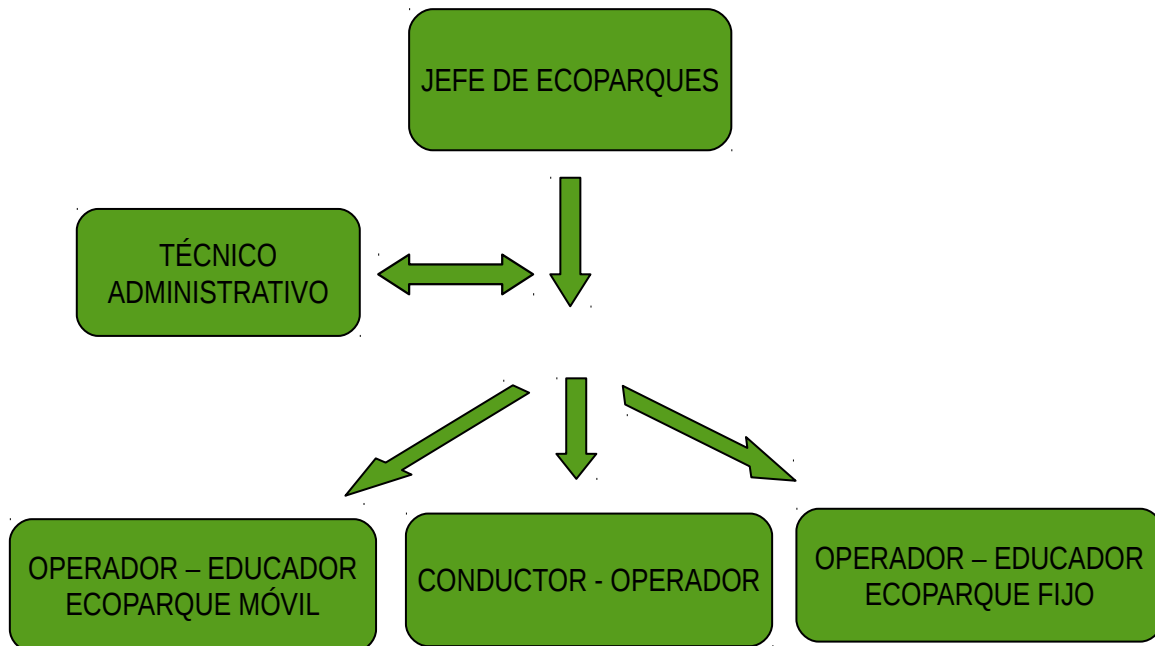 JEFE DE ECOPARQUES
TÉCNICO
ADMINISTRATIVO
OPERADOR – EDUCADOR
ECOPARQUE MÓVIL
CONDUCTOR - OPERADOR
OPERADOR – EDUCADOR
ECOPARQUE FIJO